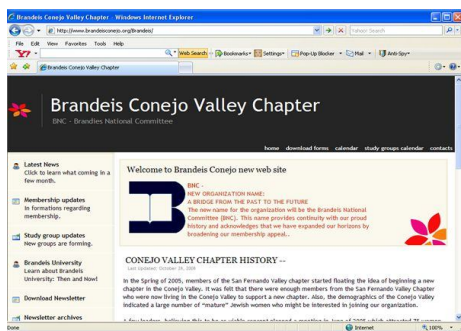 Brandeis Conejo Valley Chapter - Windows Internet Explorer
http://www.brandeisconejo.org/Brandeis/
Yahoo! Search
File Edit View Favorites Tools Help
Y! Web Search Bookmarks Settings Pop-Up Blocker Mail Anti-Spy
Brandeis Conejo Valley Chapter
Brandeis Conejo Valley Chapter
BNC - Brandies National Committee
home download forms calendar study groups calendar contacts
Latest News
Click to learn what coming in a
few month.
Membership updates
In formations regarding
membership.
Study group updates
New groups are forming.
Brandeis University
Learn about Brandeis
University: Then and Now!
Download Newsletter
Newsletter archives
Welcome to Brandeis Conejo new web site
BNC -
NEW ORGANIZATION NAME:
A BRIDGE FROM THE PAST TO THE FUTURE
The new name for the organization will be the Brandeis National
Committee (BNC). This name provides continuity with our proud
history and acknowledges that we have expanded our horizons by
broadening our membership appeal..
CONEJO VALLEY CHAPTER HISTORY --
Last Updated: October 19, 2008
In the Spring of 2005, members of the San Fernando Valley chapter started floating the idea of beginning a new
chapter in the Conejo Valley. It was felt that there were enough members from the San Fernando Valley Chapter
who were now living in the Conejo Valley to support a new chapter. Also, the demographics of the Conejo Valley
indicated a large number of "mature" Jewish women who might be interested in joining our organization.
Done
Internet
100%